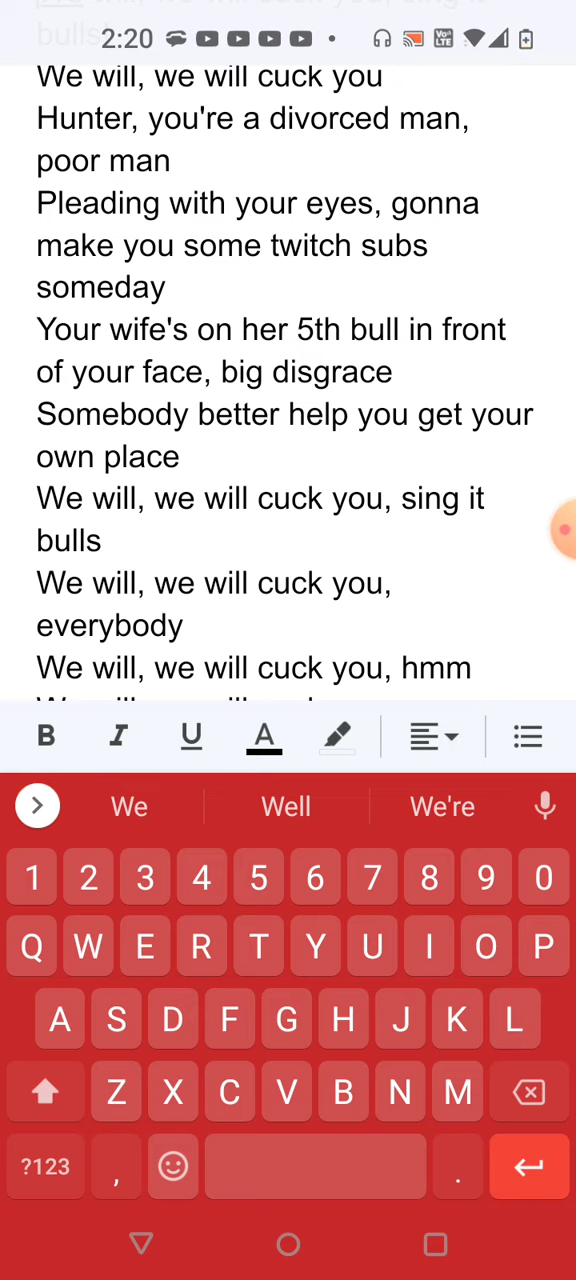 bulls
2:20
Vo))
LTE
We will, we will cuck you
Hunter, you're a divorced man,
poor man
Pleading with your eyes, gonna
make you some twitch subs
someday
Your wife's on her 5th bull in front
of your face, big disgrace
Somebody better help you get your
own place
We will, we will cuck you, sing it
bulls
We will, we will cuck you,
everybody
We will, we will cuck you, hmm
B I U A
We Well We're
1 2 3 4 5 6 7 8 9 0
Q W E R T Y U I O P
A S D F G H J K L
Z X C V B N M
?123 , .